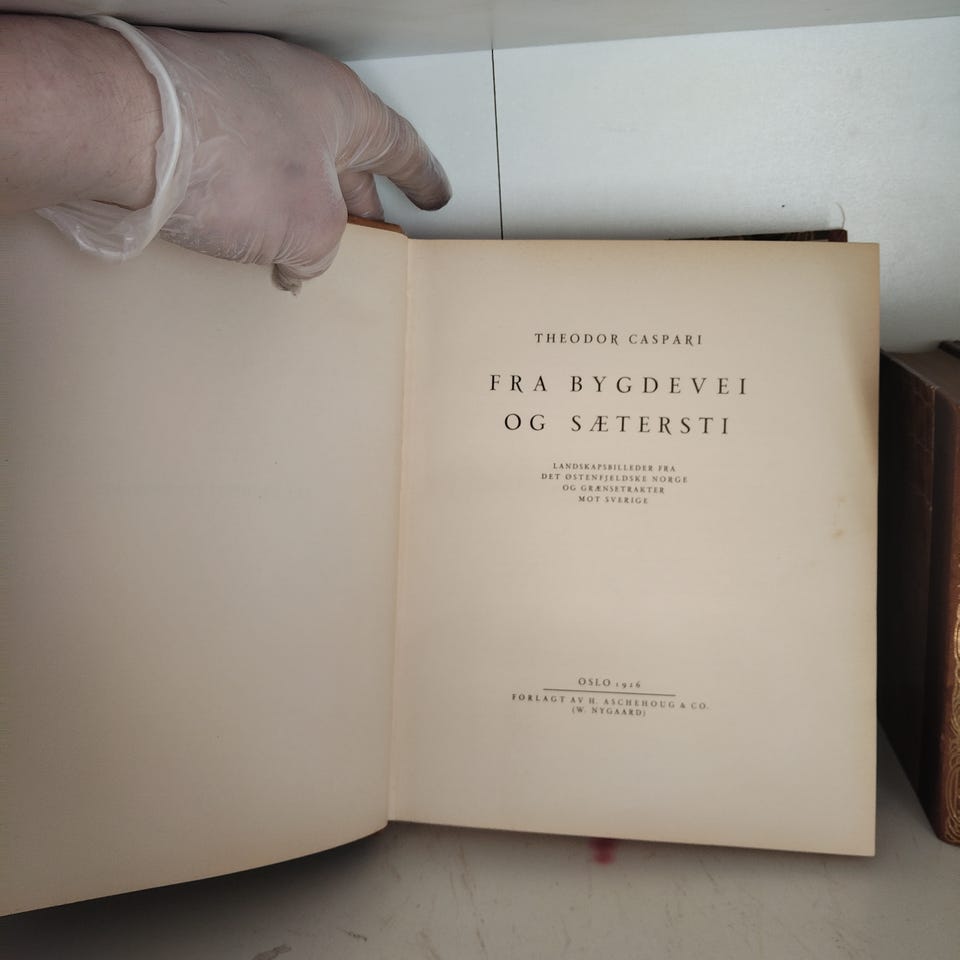 THEODOR CASPARI
FRA BYGDEVEI
OG SÆTERSTI
LANDSKAPSBILLEDER FRA
DET ØSTENFJELDSKE NORGE
OG GRÆNSETRAKTER
MOT SVERIGE
OSLO 1926
FORLAGT AV H. ASCHEHOUG & CO.
(W. NYGAARD)